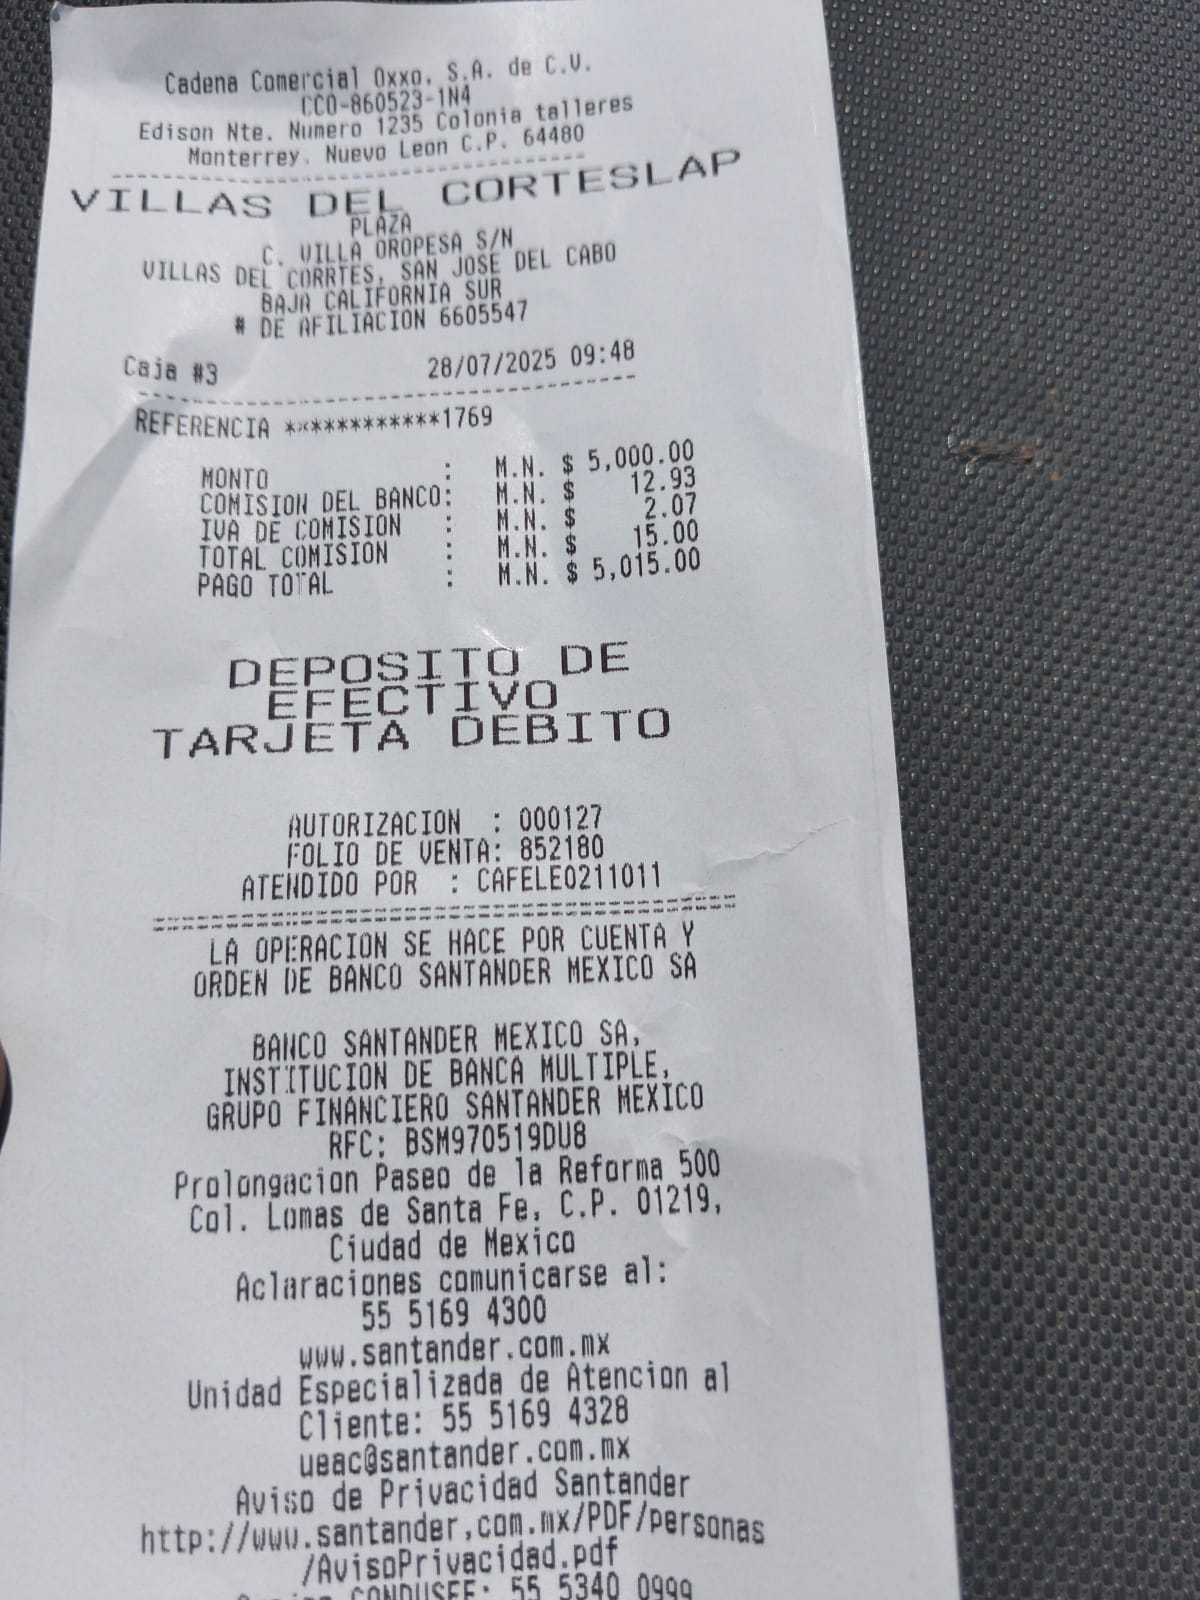 Cadena Comercial Oxxo, S.A. de C.V.
CCO-860523-1N4
Edison Nte. Numero 1235 Colonia talleres
Monterrey, Nuevo Leon C.P. 64480
VILLAS DEL CORTESLAP
PLAZA
C. VILLA OROPESA S/N
VILLAS DEL CORRTES, SAN JOSE DEL CABO
BAJA CALIFORNIA SUR
# DE AFILIACION 6605547
Caja #3 28/07/2025 09:48
REFERENCIA ************1769
MONTO : M.N. $ 5,000.00
COMISION DEL BANCO: M.N. $ 12.93
IVA DE COMISION : M.N. $ 2.07
TOTAL COMISION : M.N. $ 15.00
PAGO TOTAL : M.N. $ 5,015.00
DEPOSITO DE
EFECTIVO
TARJETA DEBITO
AUTORIZACION : 000127
FOLIO DE VENTA: 852180
ATENDIDO POR : CAFELE0211011
LA OPERACION SE HACE POR CUENTA Y
ORDEN DE BANCO SANTANDER MEXICO SA
BANCO SANTANDER MEXICO SA,
INSTITUCION DE BANCA MULTIPLE,
GRUPO FINANCIERO SANTANDER MEXICO
RFC: BSM970519DU8
Prolongacion Paseo de la Reforma 500
Col. Lomas de Santa Fe, C.P. 01219,
Ciudad de Mexico
Aclaraciones comunicarse al:
55 5169 4300
www.santander.com.mx
Unidad Especializada de Atencion al
Cliente: 55 5169 4328
ueac@santander.com.mx
Aviso de Privacidad Santander
http://www.santander.com.mx/PDF/personas
/AvisoPrivacidad.pdf
CONDUSEF: 55 5340 0999